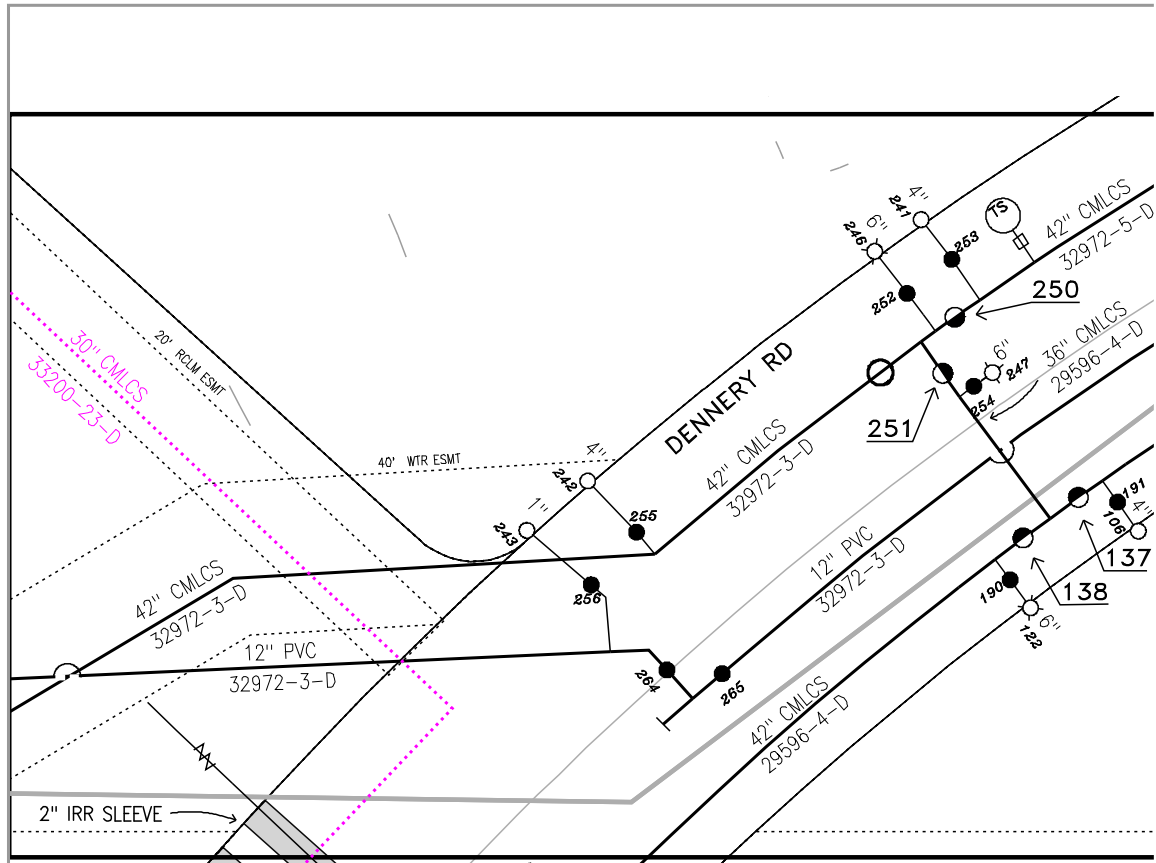 4"
241
6"
246
TS
253
42" CMLCS
32972-5-D
252
250
30" CMLCS
33200-23-D
20' RCLM ESMT
DENNERY RD
6"
247
36" CMLCS
29596-4-D
254
251
40' WTR ESMT
4"
242
42" CMLCS
32972-3-D
1"
243
255
191
4"
106
12" PVC
32972-3-D
137
256
190
138
6"
122
42" CMLCS
32972-3-D
12" PVC
32972-3-D
264
265
42" CMLCS
29596-4-D
2" IRR SLEEVE